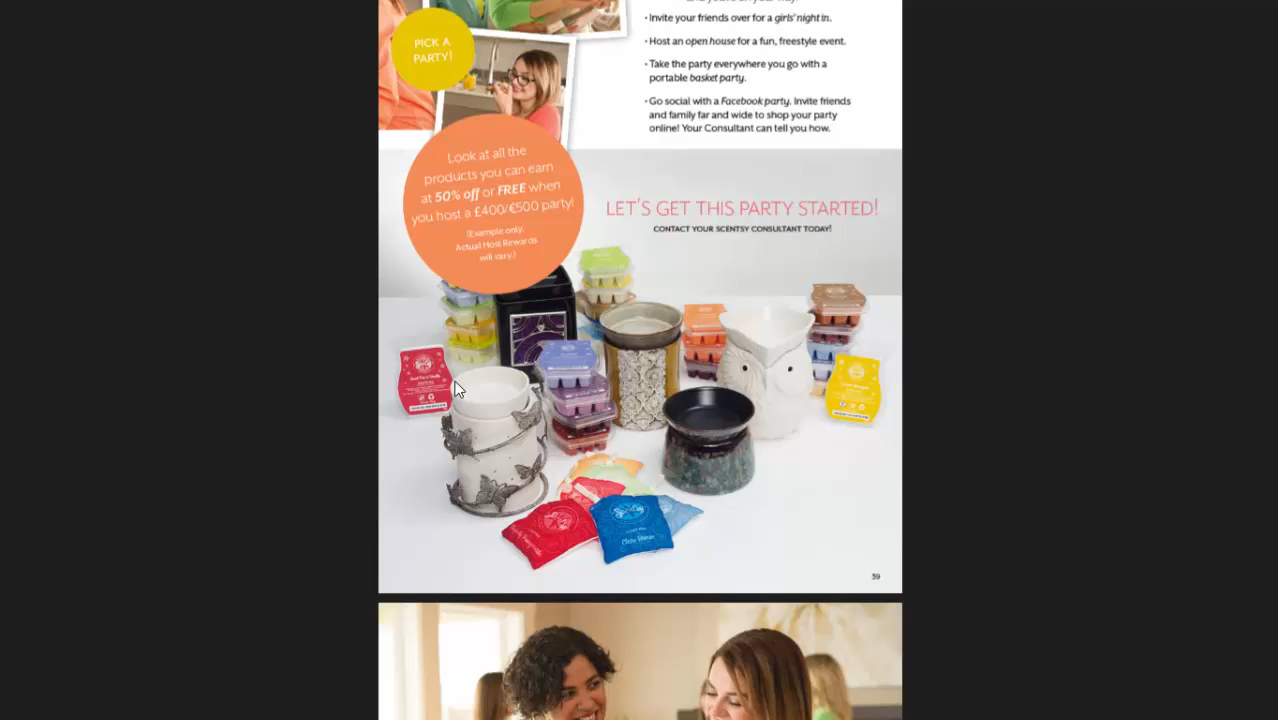 PICK A
PARTY!
• Invite your friends over for a girls' night in.
• Host an open house for a fun, freestyle event.
• Take the party everywhere you go with a
portable basket party.
• Go social with a Facebook party. Invite friends
and family far and wide to shop your party
online! Your Consultant can tell you how.
Look at all the
products you can earn
at 50% off or FREE when
you host a £400/€500 party!
(Example only.
Actual Host Rewards
will vary.)
LET'S GET THIS PARTY STARTED!
CONTACT YOUR SCENTSY CONSULTANT TODAY!
39